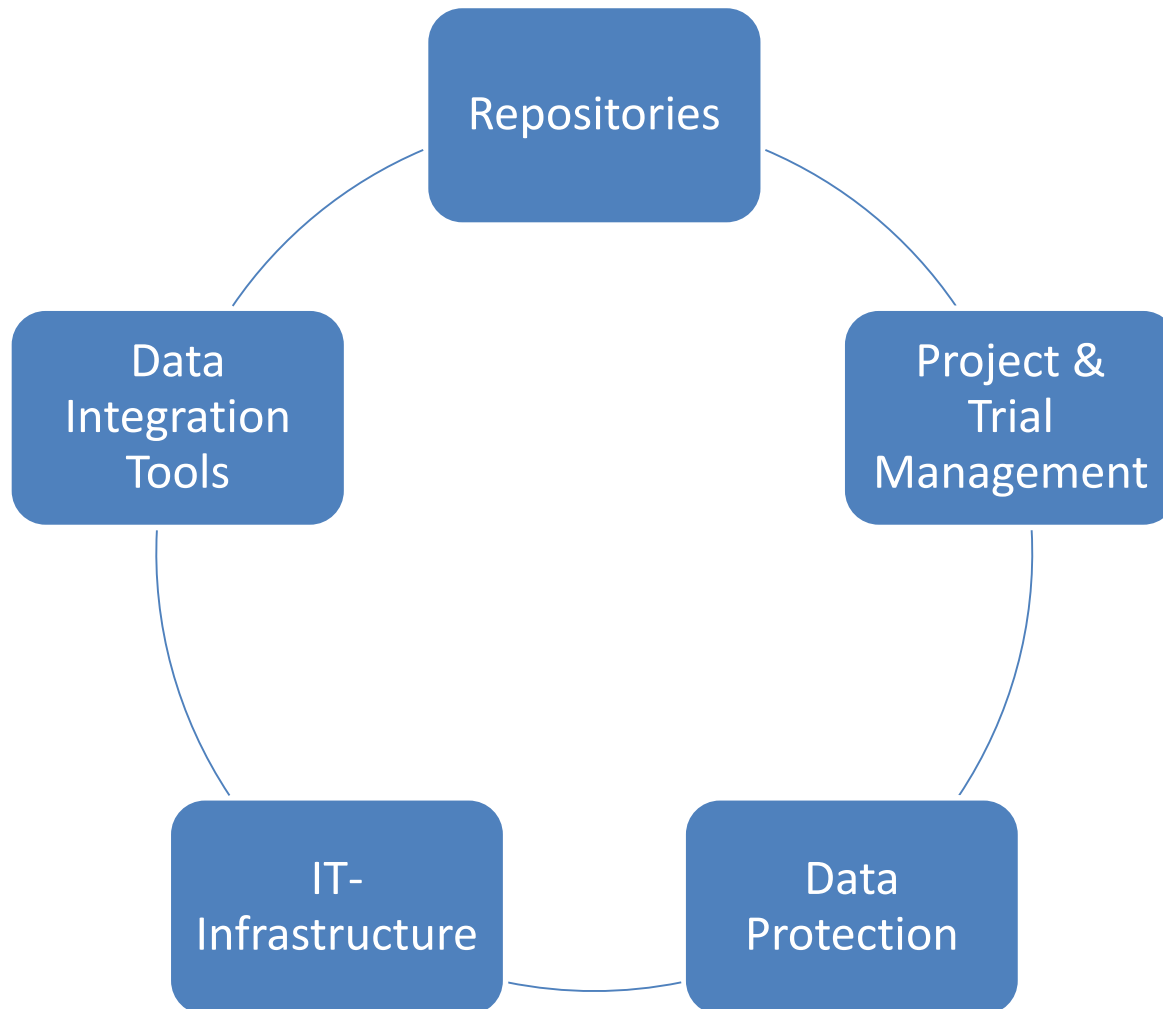 Repositories
Project &
Trial
Management
Data
Protection
IT-
Infrastructure
Data
Integration
Tools